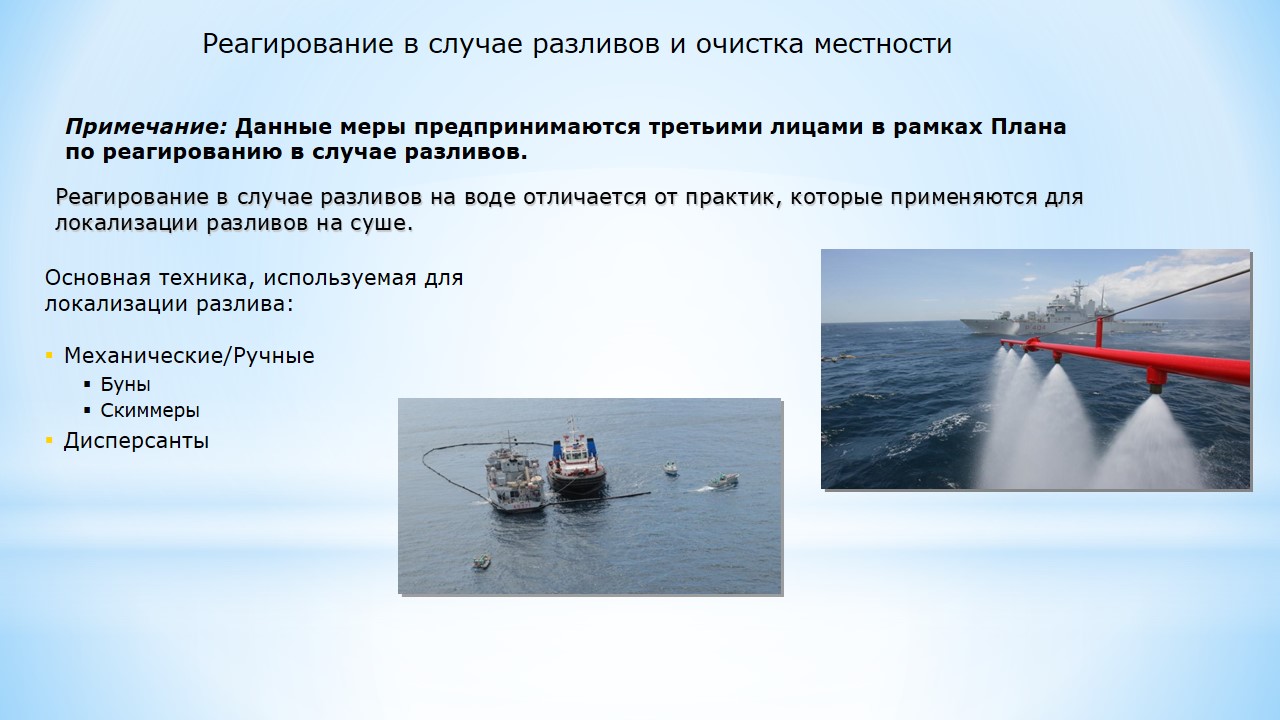 Реагирование в случае разливов и очистка местности
Примечание: Данные меры предпринимаются третьими лицами в рамках Плана
по реагированию в случае разливов.
Реагирование в случае разливов на воде отличается от практик, которые применяются для
локализации разливов на суше.
Основная техника, используемая для
локализации разлива:
Механические/Ручные
Буны
Скиммеры
Дисперсанты